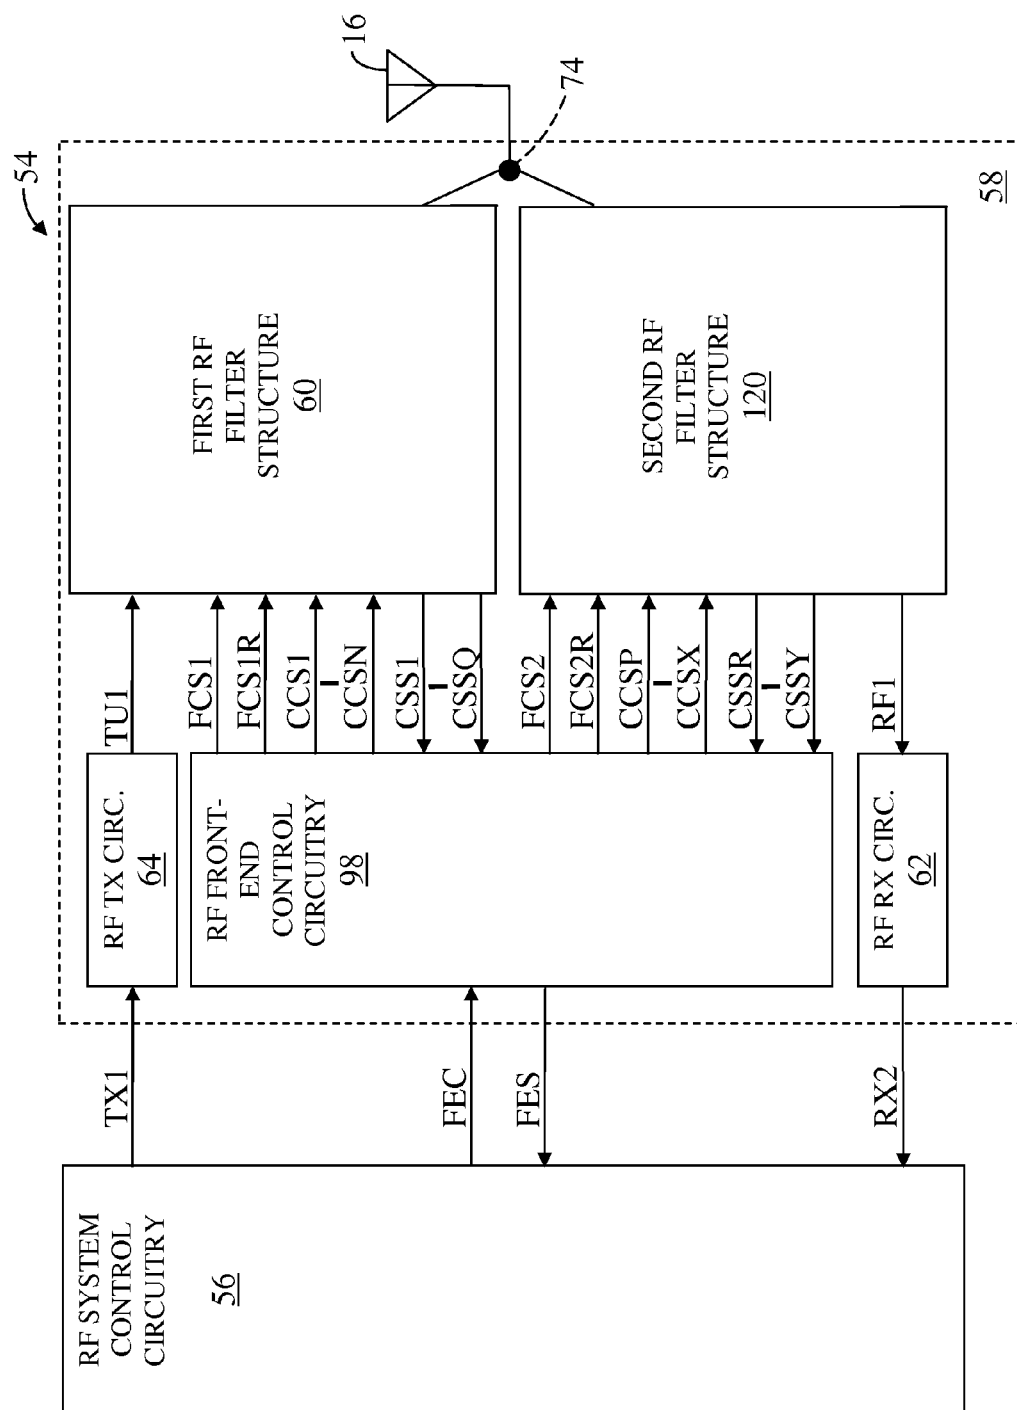 54
16
74
58
FIRST RF
FILTER
STRUCTURE
60
SECOND RF
FILTER
STRUCTURE
120
TU1
FCS1
FCS1R
CCS1
CCSN
CSS1
CSSQ
FCS2
FCS2R
CCSP
CCSX
CSSR
CSSY
RF1
RF TX CIRC.
64
RF FRONT-
END
CONTROL
CIRCUITRY
98
RF RX CIRC.
62
TX1
FEC
FES
RX2
RF SYSTEM
CONTROL
CIRCUITRY
56